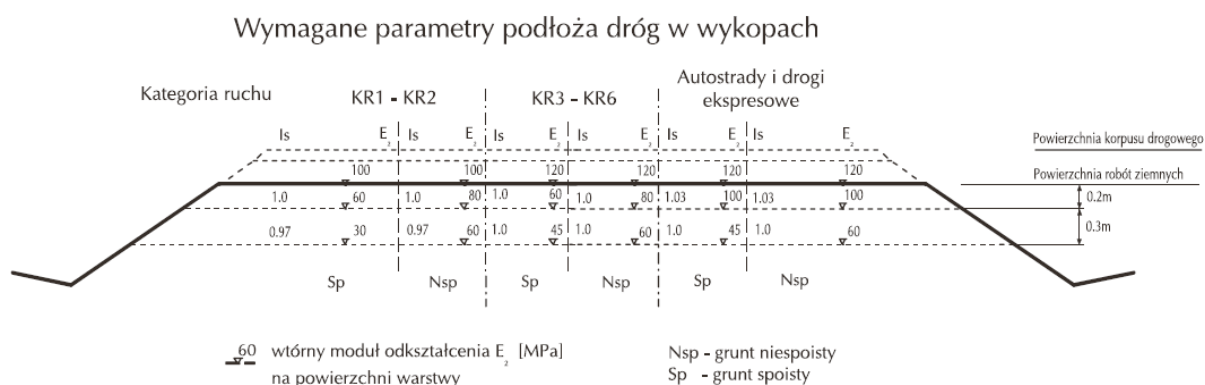 Wymagane parametry podłoża dróg w wykopach
Kategoria ruchu
KR1 - KR2
KR3 - KR6
Autostrady i drogi
ekspresowe
Is E₂ Is E₂ Is E₂ Is E₂ Is E₂ Is E₂
Powierzchnia korpusu drogowego
100 100 120 120 120 120
Powierzchnia robót ziemnych
1.0 60 1.0 80 1.0 60 1.0 80 1.03 100 1.03 100
0.2m
0.97 30 0.97 60 1.0 45 1.0 60 1.0 45 1.0 60
0.3m
Sp Nsp Sp Nsp Sp Nsp
60 wtórny moduł odkształcenia E₂ [MPa]
na powierzchni warstwy
Nsp - grunt niespoisty
Sp - grunt spoisty